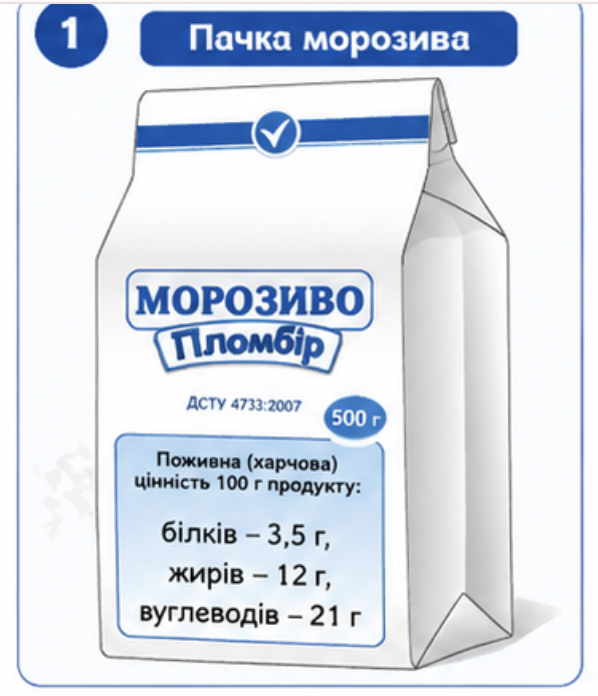 1
Пачка морозива
МОРОЗИВО
Пломбір
ДСТУ 4733:2007
500 г
Поживна (харчова)
цінність 100 г продукту:
білків – 3,5 г,
жирів – 12 г,
вуглеводів – 21 г